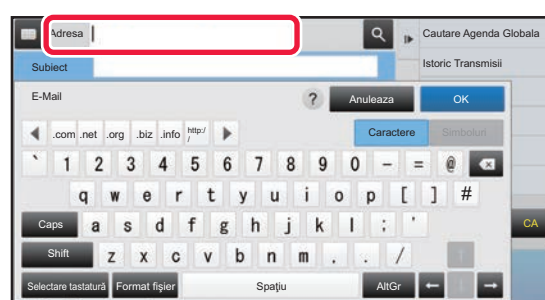 Adresa
Cautare Agenda Globala
Subiect
Istoric Transmisii
E-Mail ? Anuleaza OK
.com .net .org .biz .info http:/ / Caractere Simboluri
` 1 2 3 4 5 6 7 8 9 0 - = @
q w e r t y u i o p [ ] #
Caps a s d f g h j k l ; ' CA
Shift z x c v b n m . . / ↑
Selectare tastatură Format fișier Spațiu AltGr ← ↓ →